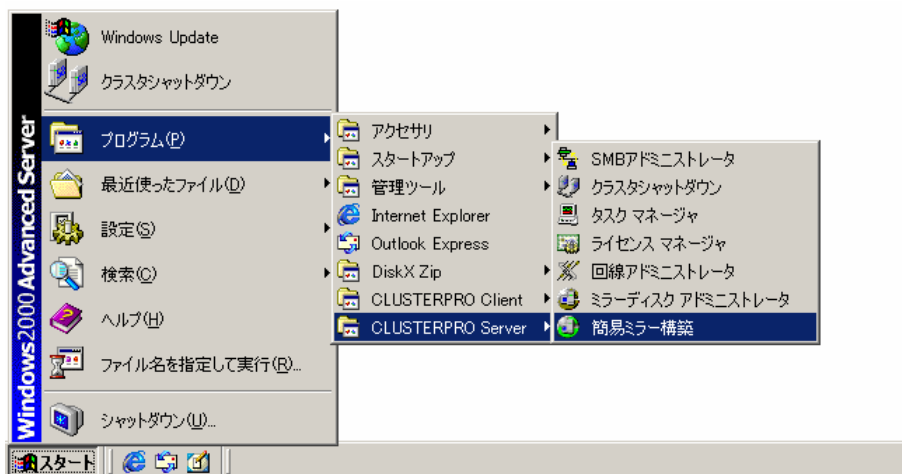 Windows Update
クラスタシャットダウン
プログラム(P)
最近使ったファイル(D)
設定(S)
検索(C)
ヘルプ(H)
ファイル名を指定して実行(R)...
シャットダウン(U)...
Windows2000 Advanced Server
アクセサリ
スタートアップ
管理ツール
Internet Explorer
Outlook Express
DiskX Zip
CLUSTERPRO Client
CLUSTERPRO Server
SMBアドミニストレータ
クラスタシャットダウン
タスク マネージャ
ライセンス マネージャ
回線アドミニストレータ
ミラーディスク アドミニストレータ
簡易ミラー構築
スタート